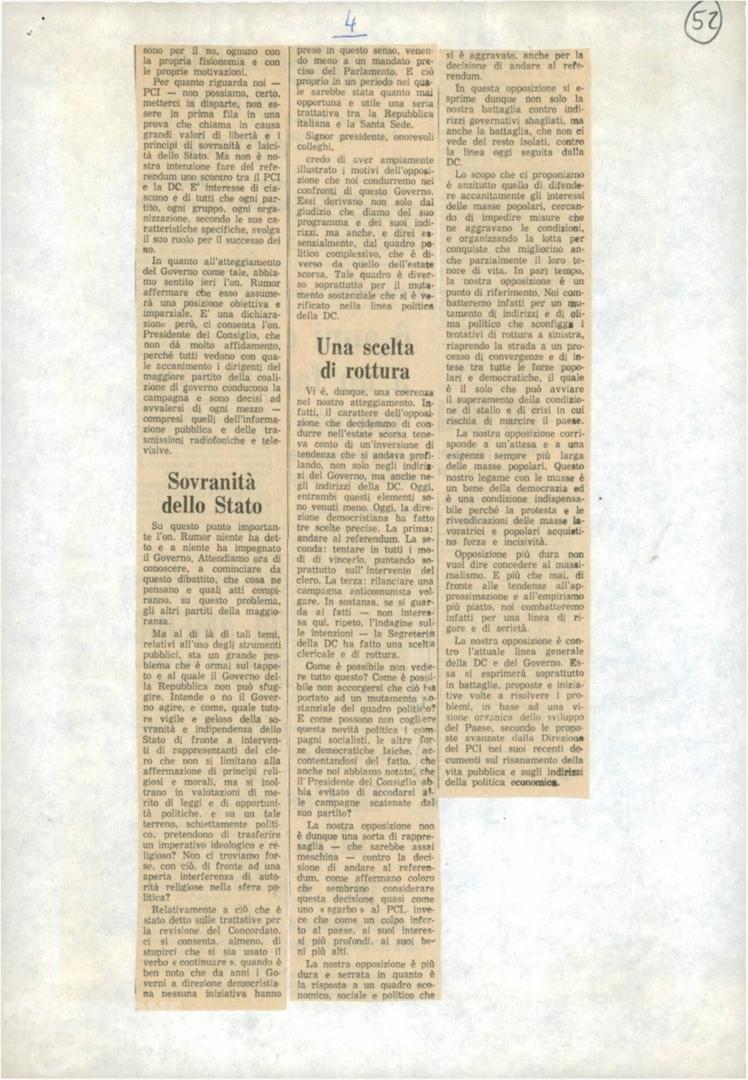 4
52
sono per il no, ognuno con
la propria fisionomia e con
le proprie motivazioni.
Per quanto riguarda noi —
PCI — non possiamo, certo,
metterci in disparte, non es-
sere in prima fila in una
prova che chiama in causa
grandi valori di libertà e i
principi di sovranità e laici-
tà dello Stato. Ma non è no-
stra intenzione fare del refe-
rendum uno scontro tra il PCI
e la DC. E' interesse di cia-
scuno e di tutti che ogni par-
tito, ogni gruppo, ogni orga-
nizzazione, secondo le sue ca-
ratteristiche specifiche, svolga
il suo ruolo per il successo dei
no.
In quanto all'atteggiamento
del Governo come tale, abbia-
mo sentito ieri l'on. Rumor
affermare che esso assume-
rà una posizione obiettiva e
imparziale. E' una dichiara-
zione però, ci consenta l'on.
Presidente del Consiglio, che
non dà molto affidamento,
perché tutti vedono con qua-
le accanimento i dirigenti del
maggiore partito della coali-
zione di governo conducono la
campagna e sono decisi ad
avvalersi di ogni mezzo —
compresi quelli dell'informa-
zione pubblica e delle tra-
smissioni radiofoniche e tele-
visive.
Sovranità
dello Stato
Su questo punto importan-
te l'on. Rumor niente ha det-
to e a niente ha impegnato
il Governo, Attendiamo ora di
conoscere, a cominciare da
questo dibattito, che cosa ne
pensano e quali atti compi-
ranno, su questo problema,
gli altri partiti della maggio-
ranza.
Ma al di là di tali temi,
relativi all'uso degli strumenti
pubblici, sta un grande pro-
blema che è ormai sul tappe-
to e al quale il Governo del-
la Repubblica non può sfug-
gire. Intende o no il Gover-
no agire, e come, quale tuto-
re vigile e geloso della so-
vranità e indipendenza dello
Stato di fronte a interven-
ti di rappresentanti del cle-
ro che non si limitano alla
affermazione di principi reli-
giosi e morali, ma si inol-
trano in valutazioni di me-
rito di leggi e di opportuni-
tà politiche, e su un tale
terreno, schiettamente politi-
co, pretendono di trasferire
un imperativo ideologico e re-
ligioso? Non ci troviamo for-
se, con ciò, di fronte ad una
aperta interferenza di auto-
rità religiose nella sfera po-
litica?
Relativamente a ciò che è
stato detto sulle trattative per
la revisione del Concordato,
ci si consenta, almeno, di
stupirci che si sia usato il
verbo « continuare », quando è
ben noto che da anni i Go-
verni a direzione democristia-
na nessuna iniziativa hanno
preso in questo senso, venen-
do meno a un mandato pre-
ciso del Parlamento. E ciò
proprio in un periodo nel qua-
le sarebbe stata quanto mai
opportuna e utile una seria
trattativa tra la Repubblica
italiana e la Santa Sede.
Signor presidente, onorevoli
colleghi,
credo di aver ampiamente
illustrato i motivi dell'opposi-
zione che noi condurremo nei
confronti di questo Governo.
Essi derivano non solo dal
giudizio che diamo del suo
programma e dei suoi indi-
rizzi, ma anche, e direi es-
senzialmente, dal quadro po-
litico complessivo, che è di-
verso da quello dell'estate
scorsa. Tale quadro è diver-
so soprattutto per il muta-
mento sostanziale che si è ve-
rificato nella linea politica
della DC.
Una scelta
di rottura
Vi è, dunque, una coerenza
nel nostro atteggiamento. In-
fatti, il carattere dell'opposi-
zione che decidemmo di con-
durre nell'estate scorsa tene-
va conto di un'inversione di
tendenza che si andava profi-
lando, non solo negli indiriz-
zi del Governo, ma anche ne-
gli indirizzi della DC. Oggi,
entrambi questi elementi so-
no venuti meno. Oggi, la dire-
zione democristiana ha fatto
tre scelte precise. La prima:
andare al referendum. La se-
conda: tentare in tutti i mo-
di di vincerlo, puntando so-
prattutto sull'intervento del
clero. La terza: rilanciare una
campagna anticomunista vol-
gare. In sostanza, se si guar-
da ai fatti — non interes-
sa qui, ripeto, l'indagine sul-
le intenzioni — la Segreteria
della DC ha fatto una scelta
clericale e di rottura.
Come è possibile non vede-
re tutto questo? Come è possi-
bile non accorgersi che ciò ha
portato ad un mutamento so-
stanziale del quadro politico?
E come possono non cogliere
questa novità politica i com-
pagni socialisti, le altre for-
ze democratiche laiche, ac-
contentandosi del fatto, che
anche noi abbiamo notato, che
il Presidente del Consiglio ab-
bia evitato di accodarsi al-
le campagne scatenate dal
suo partito?
La nostra opposizione non
è dunque una sorta di rappre-
saglia — che sarebbe assai
meschina — contro la deci-
sione di andare al referen-
dum, come affermano coloro
che sembrano considerare
questa decisione quasi come
uno « sgarbo » al PCI, inve-
ce che come un colpo infer-
to al paese, ai suoi interes-
si più profondi, ai suoi be-
ni più alti.
La nostra opposizione è più
dura e serrata in quanto è
la risposta a un quadro eco-
nomico, sociale e politico che
si è aggravato, anche per la
decisione di andare al refe-
rendum.
In questa opposizione si e-
sprime dunque non solo la
nostra battaglia contro indi-
rizzi governativi sbagliati, ma
anche la battaglia, che non ci
vede del resto isolati, contro
la linea oggi seguita dalla
DC.
Lo scopo che ci proponiamo
è anzitutto quello di difende-
re accanitamente gli interessi
delle masse popolari, cercan-
do di impedire misure che
ne aggravano le condizioni,
e organizzando la lotta per
conquiste che migliorino an-
che parzialmente il loro te-
nore di vita. In pari tempo,
la nostra opposizione è un
punto di riferimento. Noi com-
batteremo infatti per un mu-
tamento di indirizzi e di cli-
ma politico che sconfigga i
tentativi di rottura a sinistra,
riaprendo la strada a un pro-
cesso di convergenze e di in-
tese tra tutte le forze popo-
lari e democratiche, il quale
è il solo che può avviare
il superamento della condizio-
ne di stallo e di crisi in cui
rischia di marcire il paese.
La nostra opposizione corri-
sponde a un'attesa e a una
esigenza sempre più larga
delle masse popolari. Questo
nostro legame con le masse è
un bene della democrazia ed
è una condizione indispensa-
bile perché la protesta e le
rivendicazioni delle masse la-
voratrici e popolari acquisti-
no forza e incisività.
Opposizione più dura non
vuol dire concedere al massi-
malismo. E più che mai, di
fronte alle tendenze all'ap-
prossimazione e all'empirismo
più piatto, noi combatteremo
infatti per una linea di ri-
gore e di serietà.
La nostra opposizione è con-
tro l'attuale linea generale
della DC e del Governo. Es-
sa si esprimerà soprattutto
in battaglie, proposte e inizia-
tive volte a risolvere i pro-
blemi, in base ad una vi-
sione organica dello sviluppo
del Paese, secondo le propo-
ste avanzate dalla Direzione
del PCI nei suoi recenti do-
cumenti sul risanamento della
vita pubblica e sugli indirizzi
della politica economica.